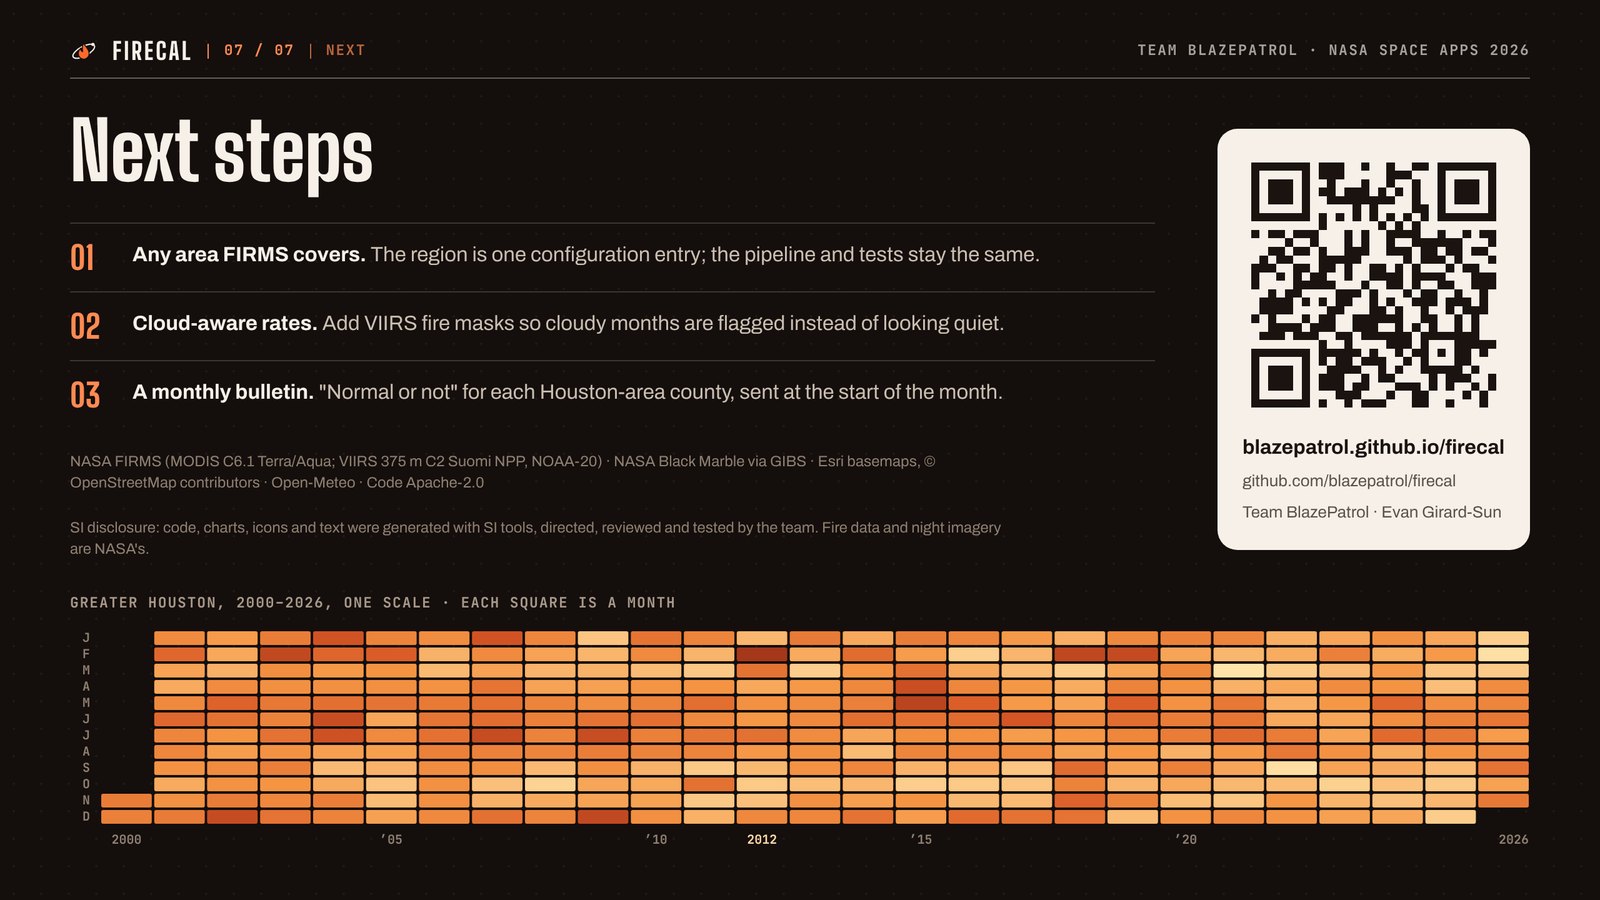 FIRECAL | 07 / 07 | NEXT
TEAM BLAZEPATROL · NASA SPACE APPS 2026
Next steps
01 Any area FIRMS covers. The region is one configuration entry; the pipeline and tests stay the same.
02 Cloud-aware rates. Add VIIRS fire masks so cloudy months are flagged instead of looking quiet.
03 A monthly bulletin. "Normal or not" for each Houston-area county, sent at the start of the month.
NASA FIRMS (MODIS C6.1 Terra/Aqua; VIIRS 375 m C2 Suomi NPP, NOAA-20) · NASA Black Marble via GIBS · Esri basemaps, ©
OpenStreetMap contributors · Open-Meteo · Code Apache-2.0
SI disclosure: code, charts, icons and text were generated with SI tools, directed, reviewed and tested by the team. Fire data and night imagery
are NASA's.
blazepatrol.github.io/firecal
github.com/blazepatrol/firecal
Team BlazePatrol · Evan Girard-Sun
GREATER HOUSTON, 2000–2026, ONE SCALE · EACH SQUARE IS A MONTH
J
F
M
A
M
J
J
A
S
O
N
D
2000 ’05 ’10 2012 ’15 ’20 2026